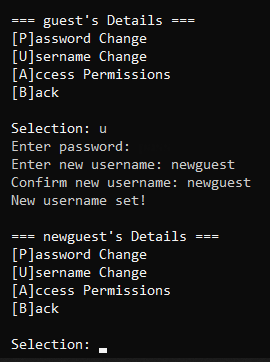 === guest's Details ===
[P]assword Change
[U]sername Change
[A]ccess Permissions
[B]ack
Selection: u
Enter password:
Enter new username: newguest
Confirm new username: newguest
New username set!
=== newguest's Details ===
[P]assword Change
[U]sername Change
[A]ccess Permissions
[B]ack
Selection: